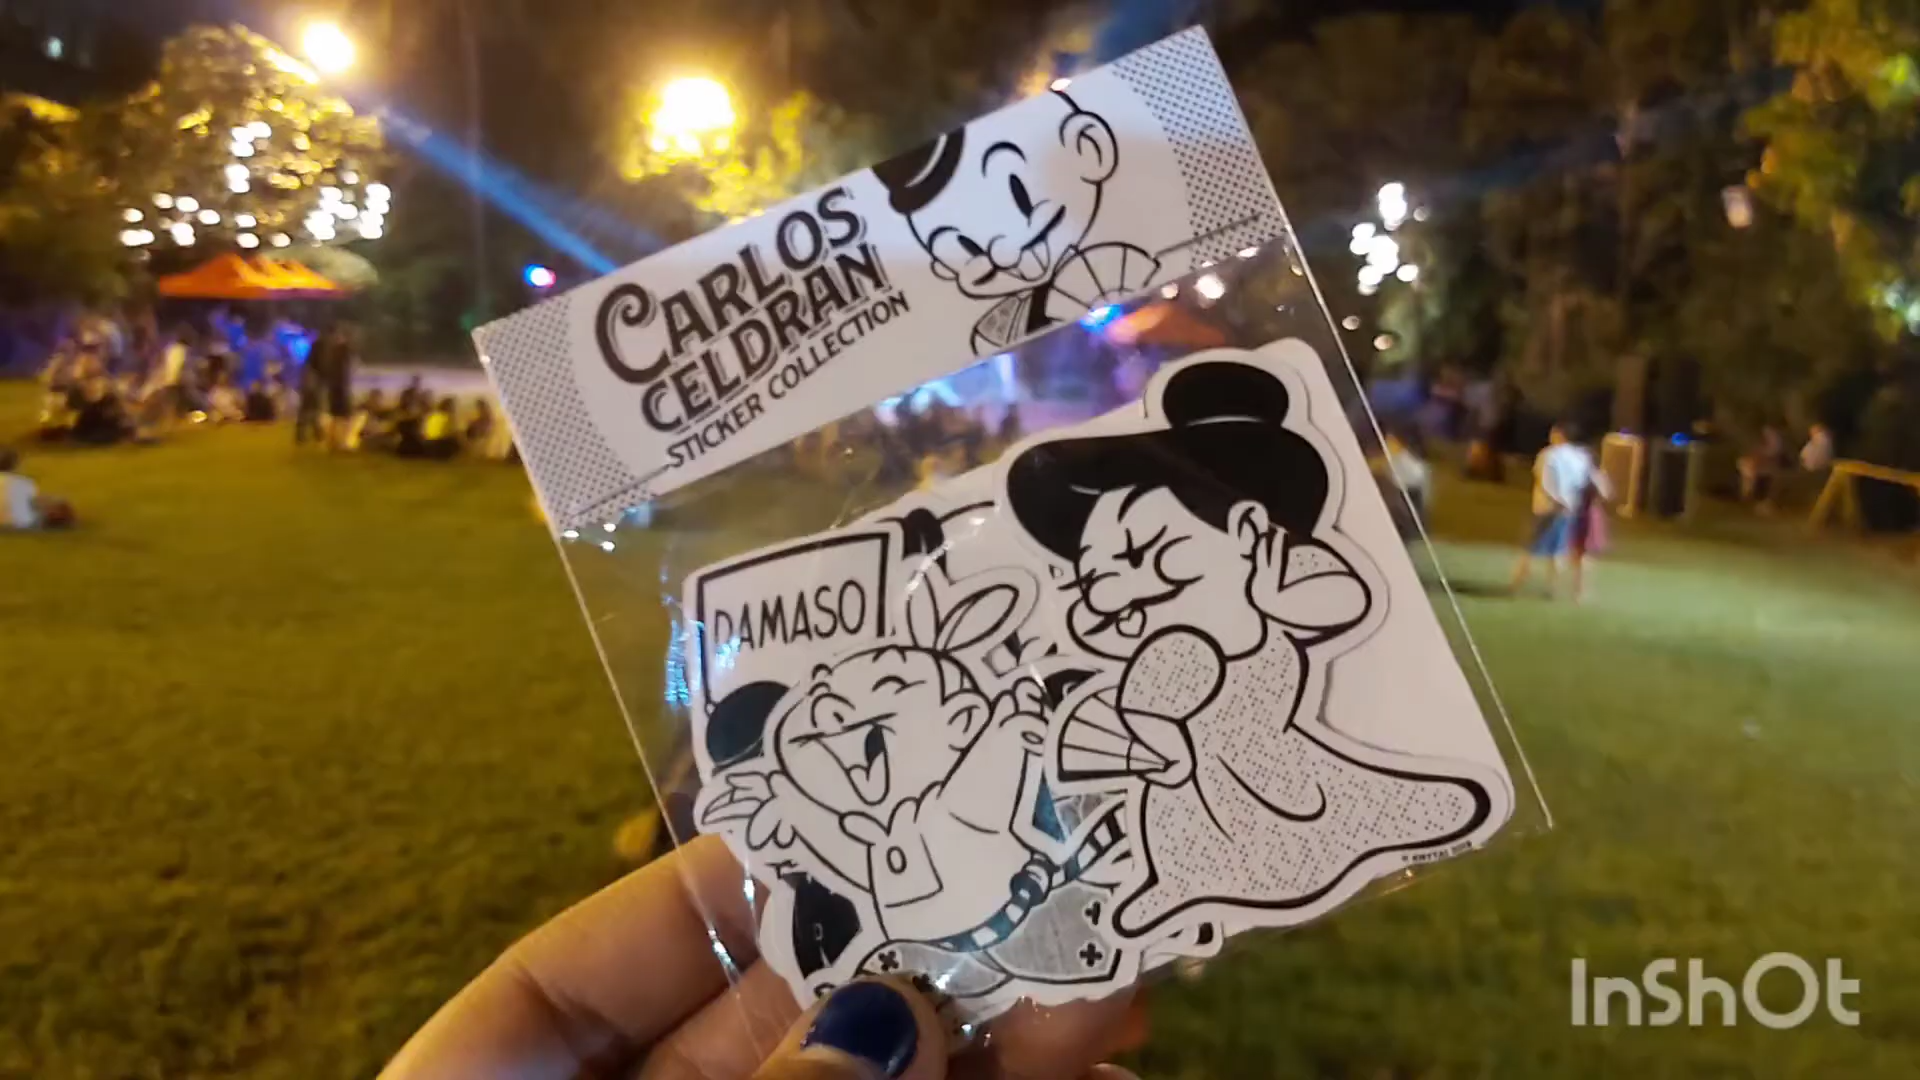 CARLOS
CELDRAN
STICKER COLLECTION
DAMASO
InShOt